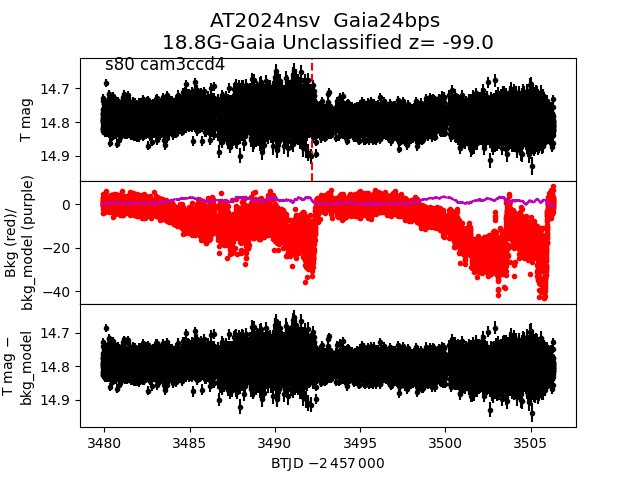 AT2024nsv  Gaia24bps
18.8G-Gaia Unclassified z= -99.0
s80 cam3ccd4
T mag
14.7
14.8
14.9
Bkg (red)/
bkg_model (purple)
0
−20
−40
T mag −
bkg_model
14.7
14.8
14.9
3480 3485 3490 3495 3500 3505
BTJD −2 457 000